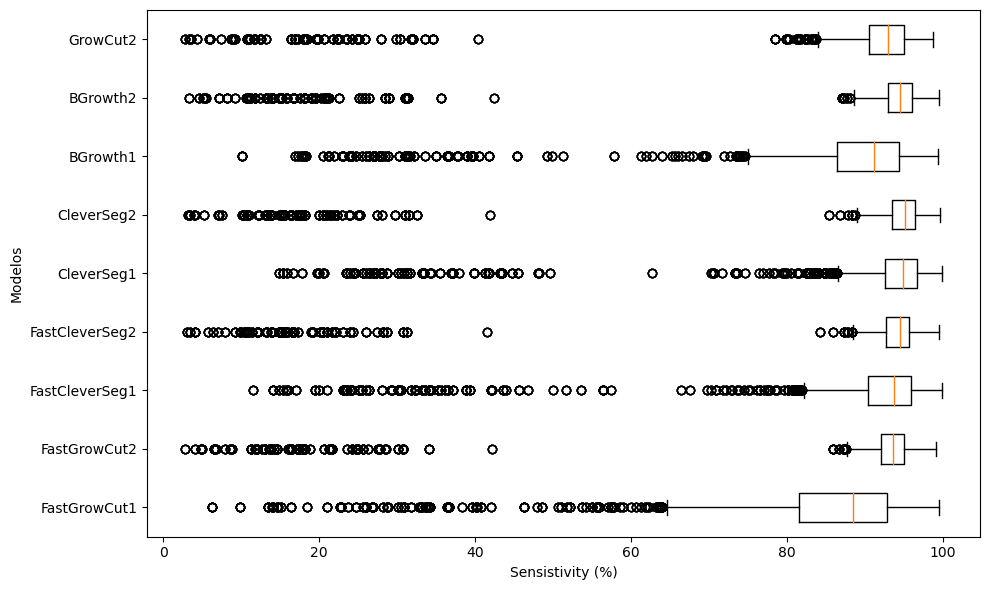 GrowCut2
BGrowth2
BGrowth1
CleverSeg2
CleverSeg1
FastCleverSeg2
FastCleverSeg1
FastGrowCut2
FastGrowCut1
Modelos
0 20 40 60 80 100
Sensistivity (%)